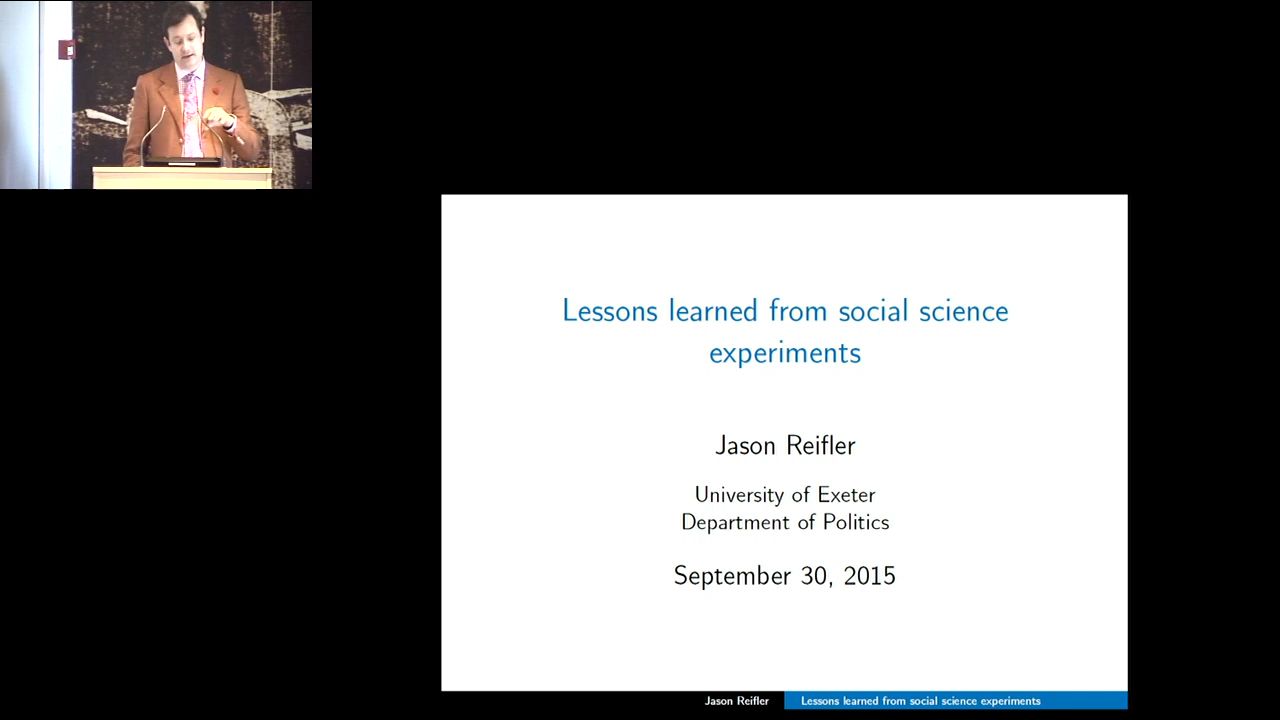 Lessons learned from social science
experiments
Jason Reifler
University of Exeter
Department of Politics
September 30, 2015
Jason Reifler
Lessons learned from social science experiments